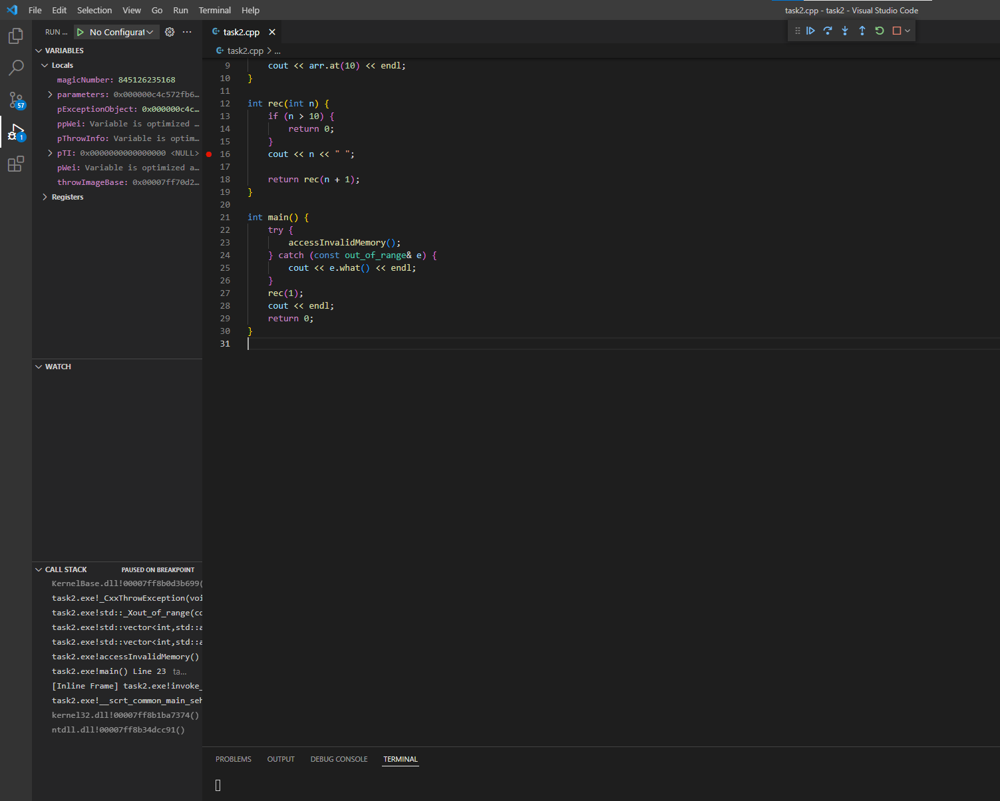 File Edit Selection View Go Run Terminal Help
task2.cpp - task2 - Visual Studio Code
RUN ... No Configurat
task2.cpp
VARIABLES
task2.cpp > ...
Locals
magicNumber: 845126235168
parameters: 0x000000c4c572fb6...
pExceptionObject: 0x000000c4c...
ppWei: Variable is optimized ...
pThrowInfo: Variable is optim...
pTI: 0x0000000000000000 <NULL>
pWei: Variable is optimized a...
throwImageBase: 0x00007ff70d2...
Registers
57
1
9 cout << arr.at(10) << endl;
10 }
11
12 int rec(int n) {
13 if (n > 10) {
14 return 0;
15 }
16 cout << n << " ";
17
18 return rec(n + 1);
19 }
20
21 int main() {
22 try {
23 accessInvalidMemory();
24 } catch (const out_of_range& e) {
25 cout << e.what() << endl;
26 }
27 rec(1);
28 cout << endl;
29 return 0;
30 }
31
WATCH
CALL STACK PAUSED ON BREAKPOINT
KernelBase.dll!00007ff8b0d3b699(
task2.exe!_CxxThrowException(voi
task2.exe!std::_Xout_of_range(co
task2.exe!std::vector<int,std::a
task2.exe!std::vector<int,std::a
task2.exe!accessInvalidMemory()
task2.exe!main() Line 23 ta...
[Inline Frame] task2.exe!invoke_
task2.exe!__scrt_common_main_seh
kernel32.dll!00007ff8b1ba7374()
ntdll.dll!00007ff8b34dcc91()
PROBLEMS OUTPUT DEBUG CONSOLE TERMINAL